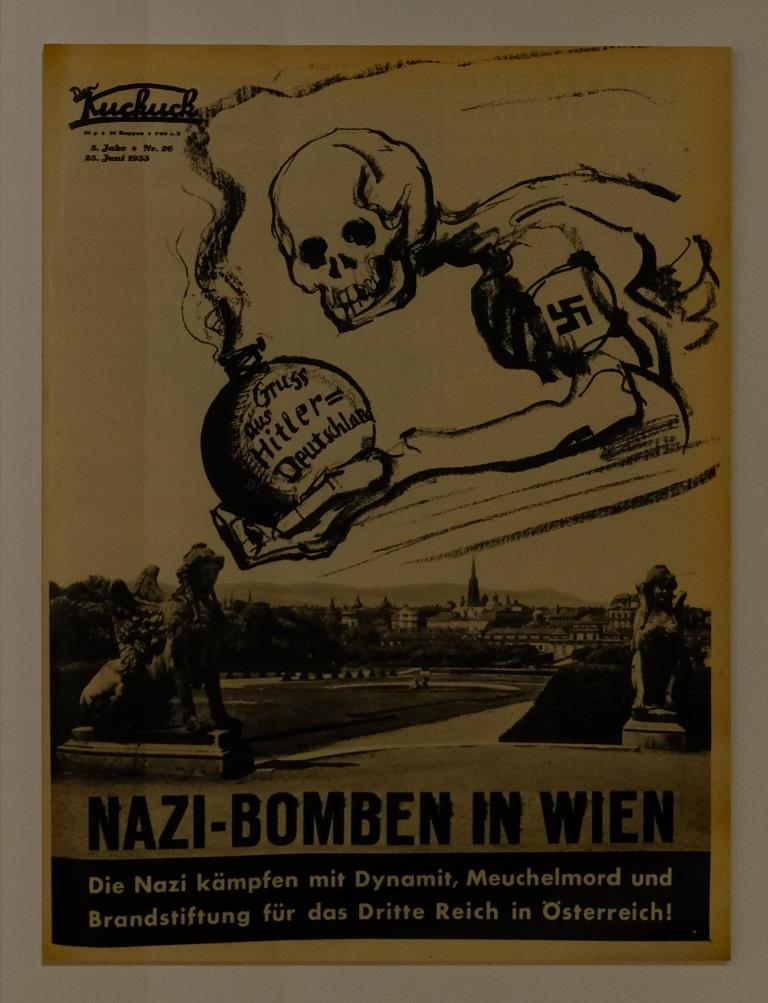 Der
Kuckuck
5. Jahr ♦ Nr. 26
25. Juni 1933
Gruss
aus
Hitler=
Deutschland
NAZI-BOMBEN IN WIEN
Die Nazi kämpfen mit Dynamit, Meuchelmord und
Brandstiftung für das Dritte Reich in Österreich!